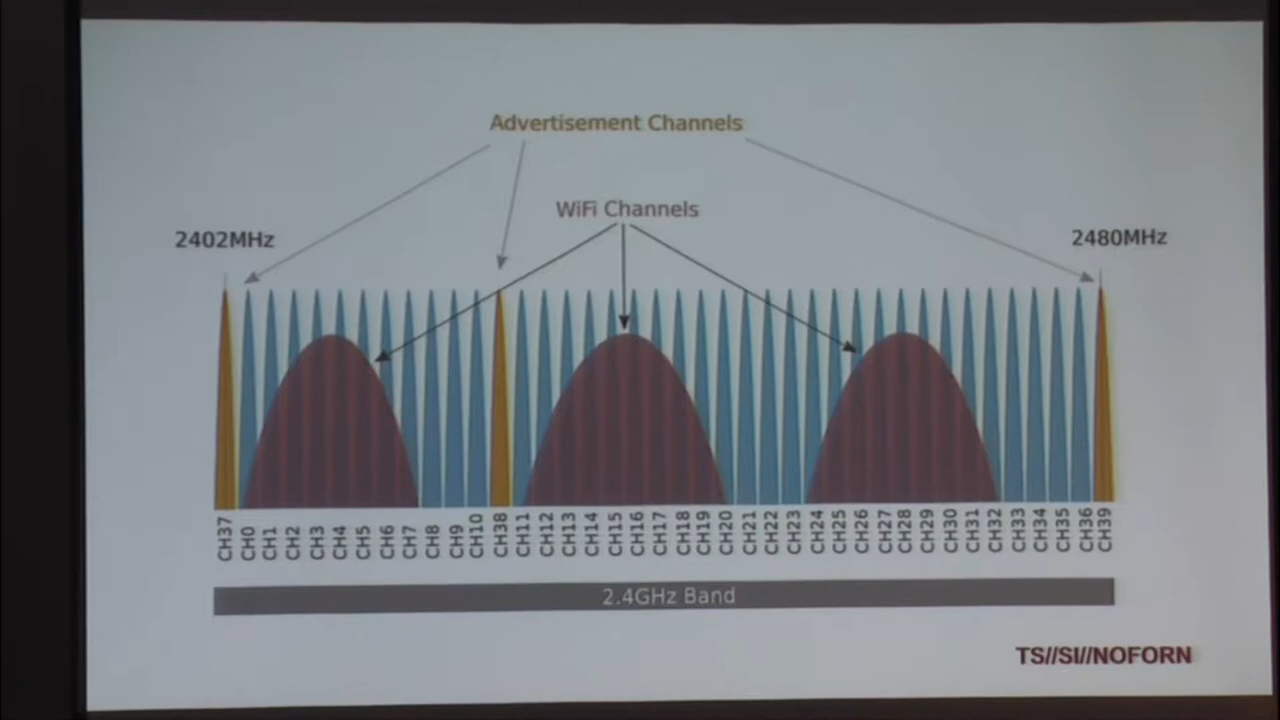 Advertisement Channels
WiFi Channels
2402MHz
2480MHz
CH37
CH0
CH1
CH2
CH3
CH4
CH5
CH6
CH7
CH8
CH9
CH10
CH38
CH11
CH12
CH13
CH14
CH15
CH16
CH17
CH18
CH19
CH20
CH21
CH22
CH23
CH24
CH25
CH26
CH27
CH28
CH29
CH30
CH31
CH32
CH33
CH34
CH35
CH36
CH39
2.4GHz Band
TS//SI//NOFORN